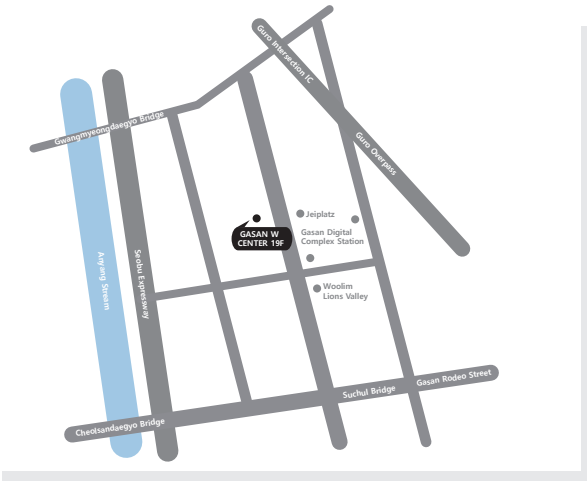 Guro Intersection IC
Gwangmyeongdaegyo Bridge
Guro Overpass
Jeiplatz
GASAN W
CENTER 19F
Gasan Digital
Complex Station
Anyang Stream
Seobu Expressway
Woolim
Lions Valley
Gasan Rodeo Street
Suchul Bridge
Cheolsandaegyo Bridge